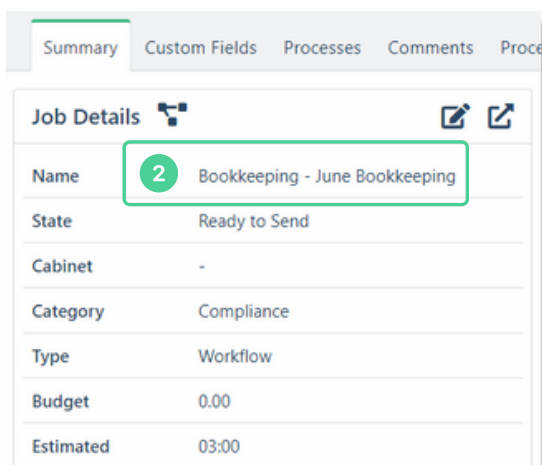 Summary Custom Fields Processes Comments
Job Details
Name 2 Bookkeeping - June Bookkeeping
State Ready to Send
Cabinet -
Category Compliance
Type Workflow
Budget 0.00
Estimated 03:00